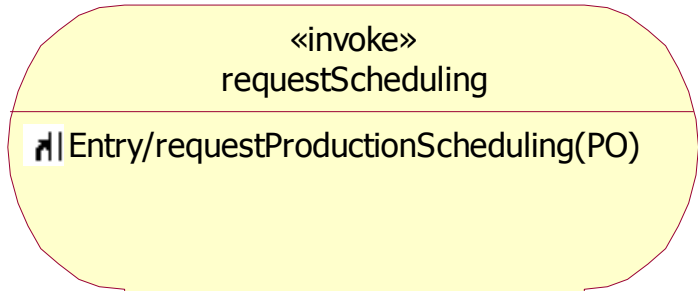 «invoke»
requestScheduling
Entry/requestProductionScheduling(PO)